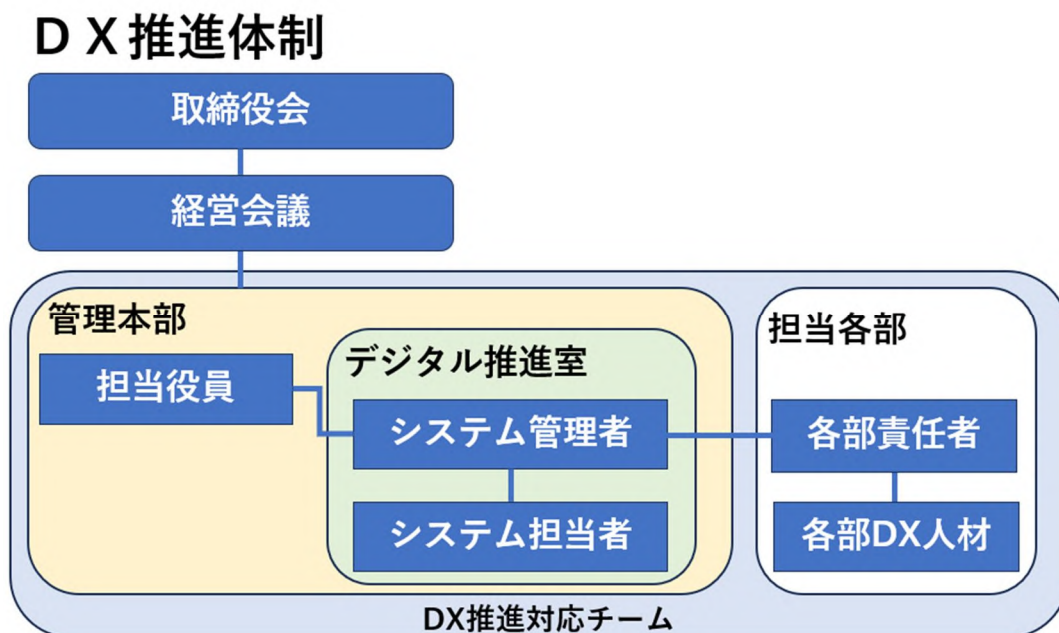 ＤＸ推進体制
取締役会
経営会議
管理本部
担当役員
デジタル推進室
システム管理者
システム担当者
担当各部
各部責任者
各部DX人材
DX推進対応チーム